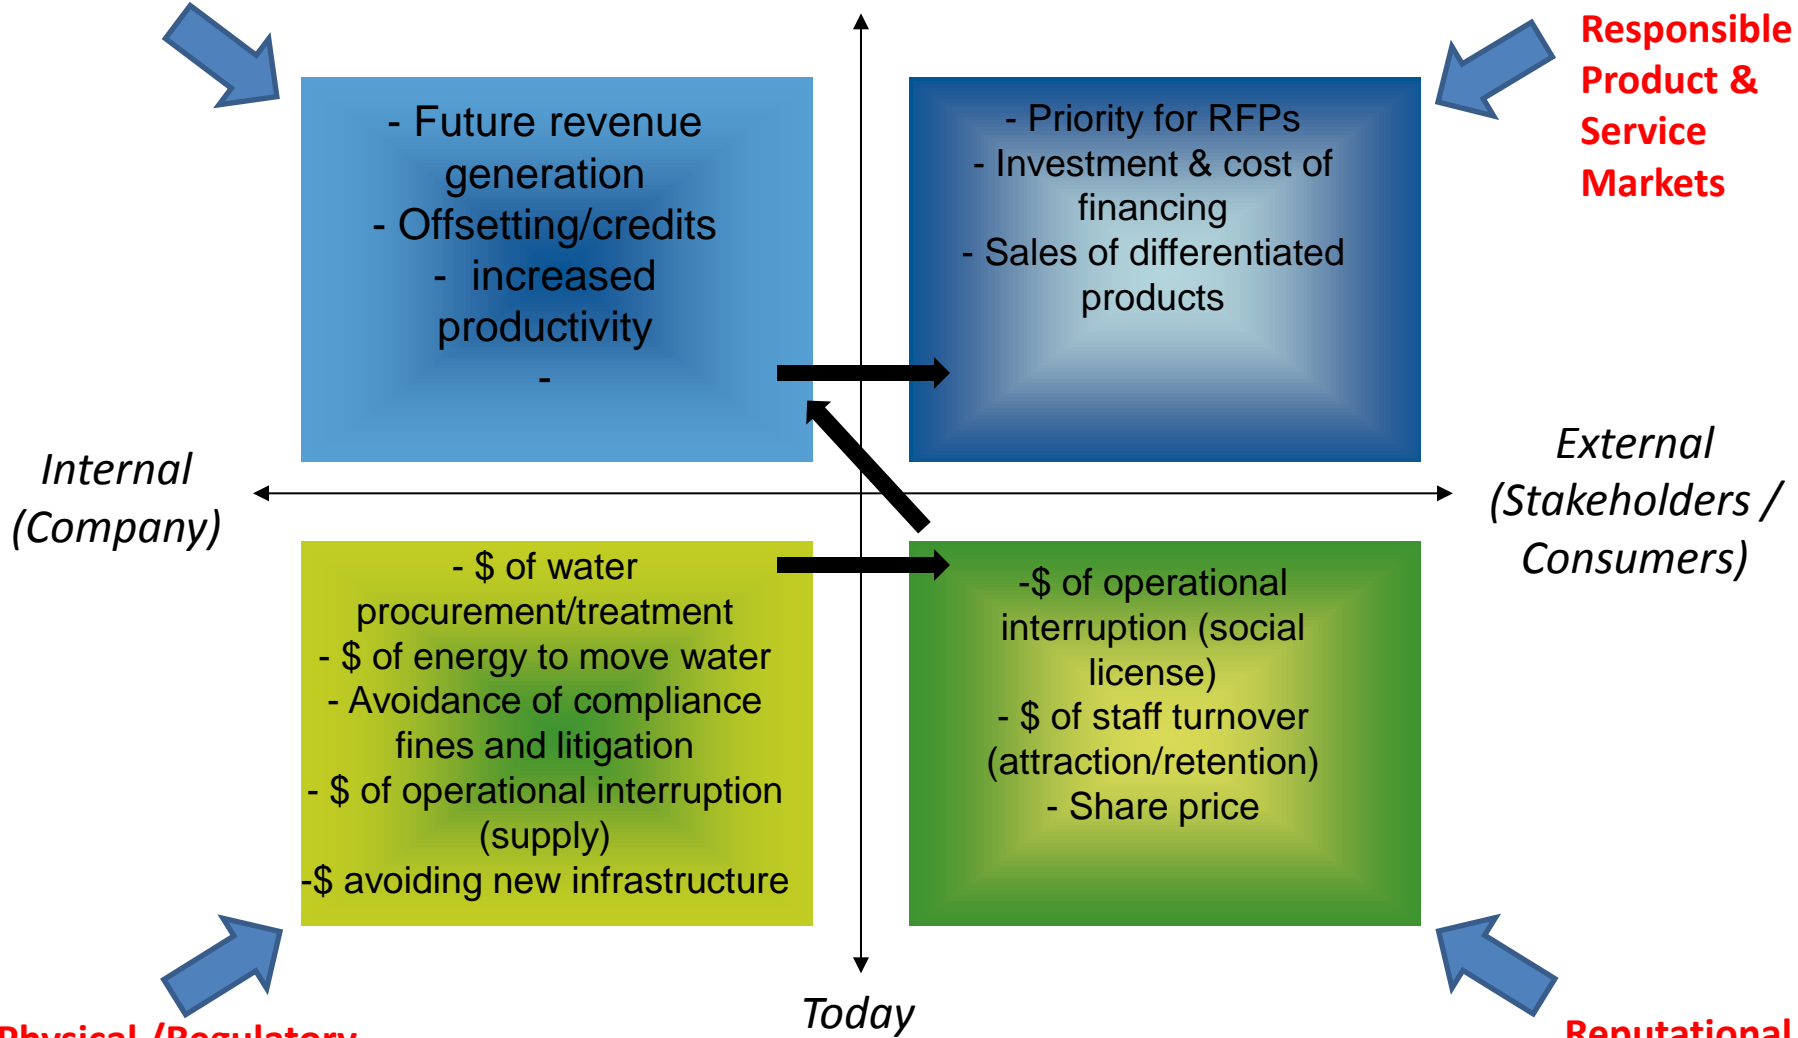 Responsible
Product &
Service
Markets
- Future revenue
generation
- Offsetting/credits
-  increased
productivity
-
- Priority for RFPs
- Investment & cost of
financing
- Sales of differentiated
products
Internal
(Company)
External
(Stakeholders /
Consumers)
- $ of water
procurement/treatment
- $ of energy to move water
- Avoidance of compliance
fines and litigation
- $ of operational interruption
(supply)
-$ avoiding new infrastructure
-$ of operational
interruption (social
license)
- $ of staff turnover
(attraction/retention)
- Share price
Today
Physical /Regulatory
Reputational